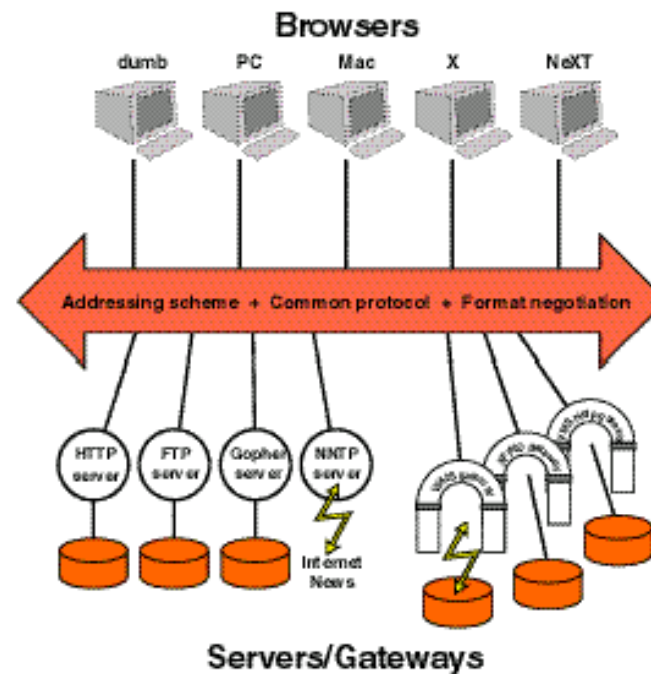 Browsers
dumb PC Mac X NeXT
Addressing scheme + Common protocol + Format negotiation
HTTP server
FTP server
Gopher server
NNTP server
Internet News
Servers/Gateways